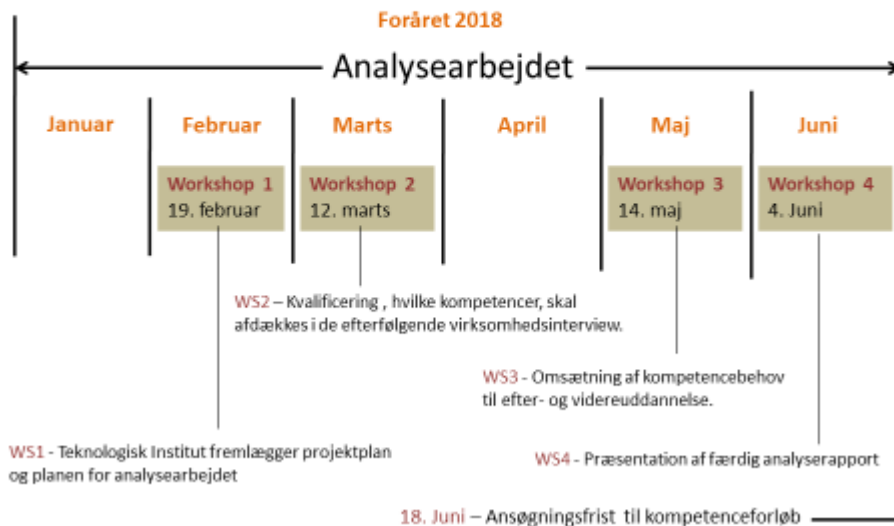 Foråret 2018
Analysearbejdet
Januar
Februar
Marts
April
Maj
Juni
Workshop 1
19. februar
Workshop 2
12. marts
Workshop 3
14. maj
Workshop 4
4. Juni
WS2 – Kvalificering , hvilke kompetencer, skal
afdækkes i de efterfølgende virksomhedsinterview.
WS3 - Omsætning af kompetencebehov
til efter- og videreuddannelse.
WS1 - Teknologisk Institut fremlægger projektplan
og planen for analysearbejdet
WS4 - Præsentation af færdig analyserapport
18. Juni – Ansøgningsfrist til kompetenceforløb